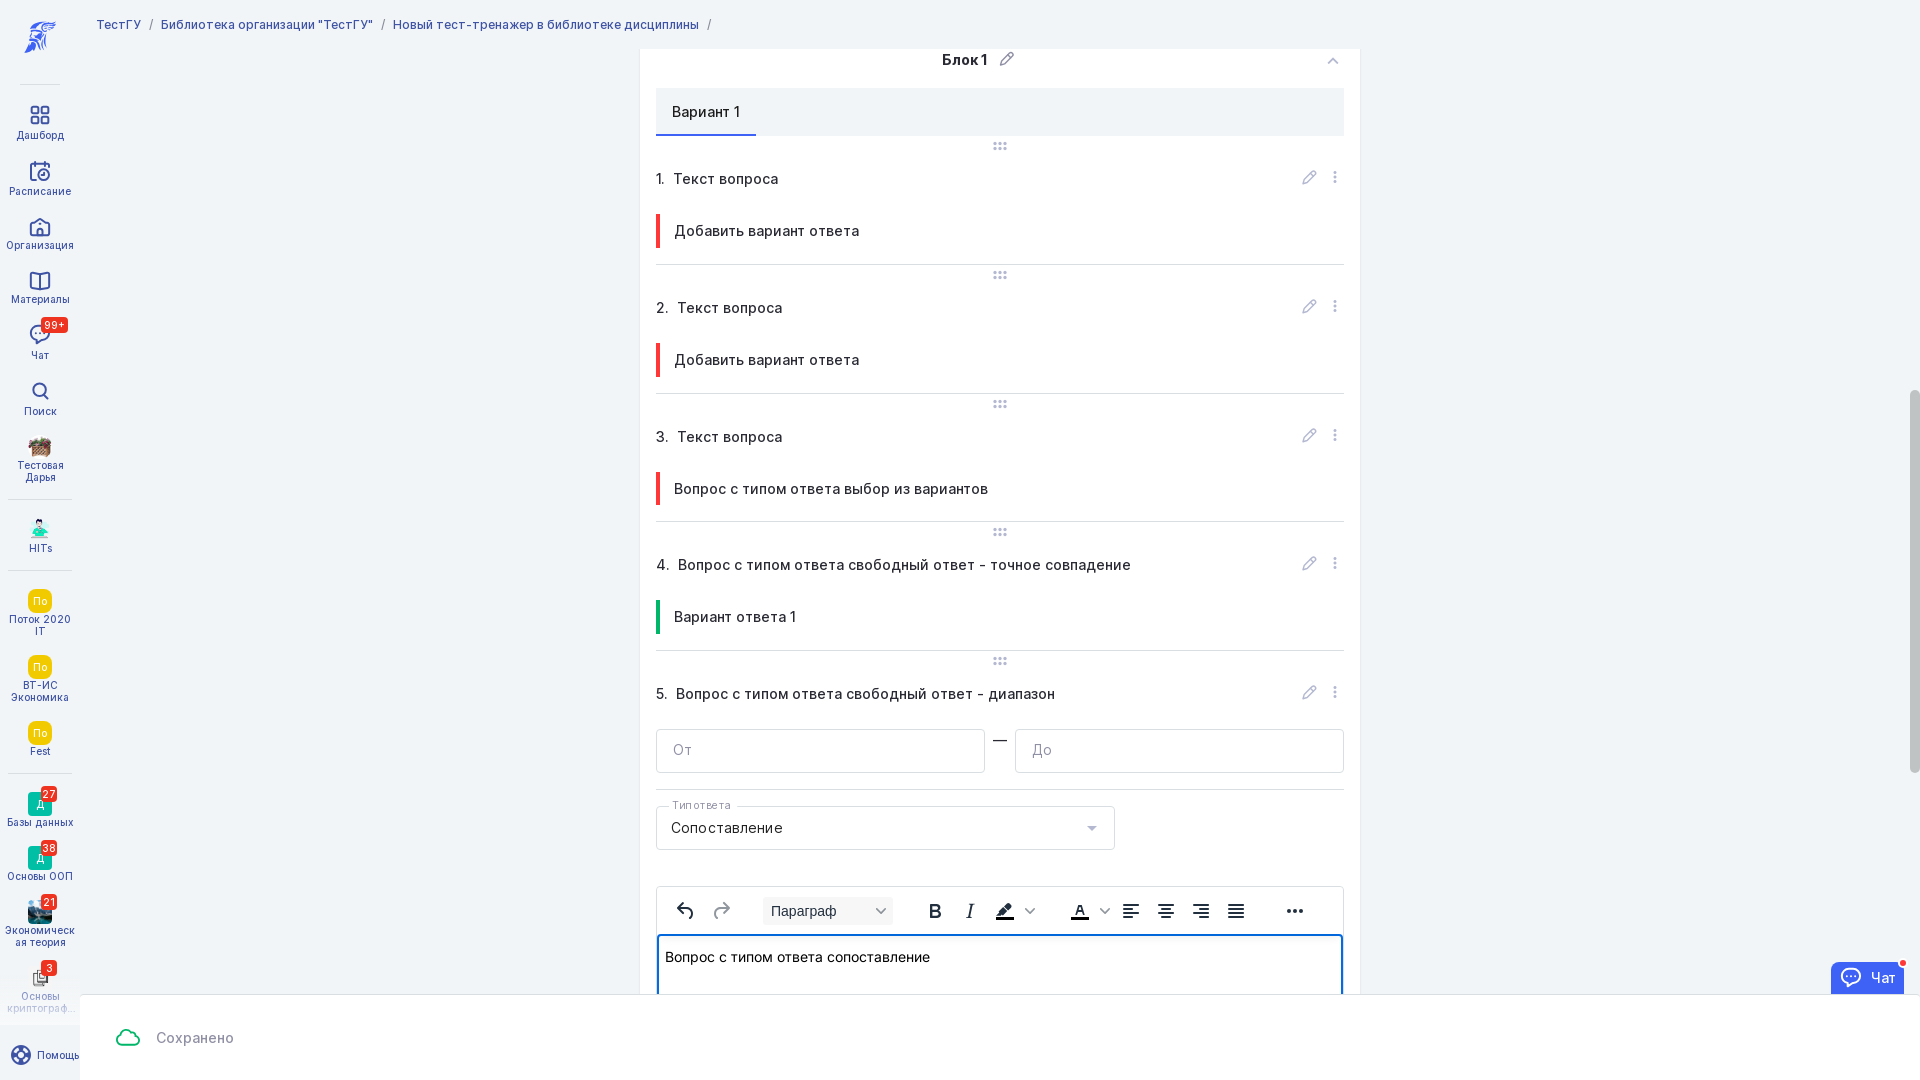 ТестГУ / Библиотека организации "ТестГУ" / Новый тест-тренажер в библиотеке дисциплины /
Дашборд
Расписание
Организация
Материалы
99+
Чат
Поиск
Тестовая
Дарья
HITs
По
Поток 2020
IT
По
ВТ-ИС
Экономика
По
Fest
27
Д
Базы данных
38
Д
Основы ООП
21
Экономическ
ая теория
3
Основы
криптограф...
Помощь
Блок 1
Вариант 1
1. Текст вопроса
Добавить вариант ответа
2. Текст вопроса
Добавить вариант ответа
3. Текст вопроса
Вопрос с типом ответа выбор из вариантов
4. Вопрос с типом ответа свободный ответ - точное совпадение
Вариант ответа 1
5. Вопрос с типом ответа свободный ответ - диапазон
От — До
Тип ответа
Сопоставление
Параграф
Вопрос с типом ответа сопоставление
Чат
Сохранено